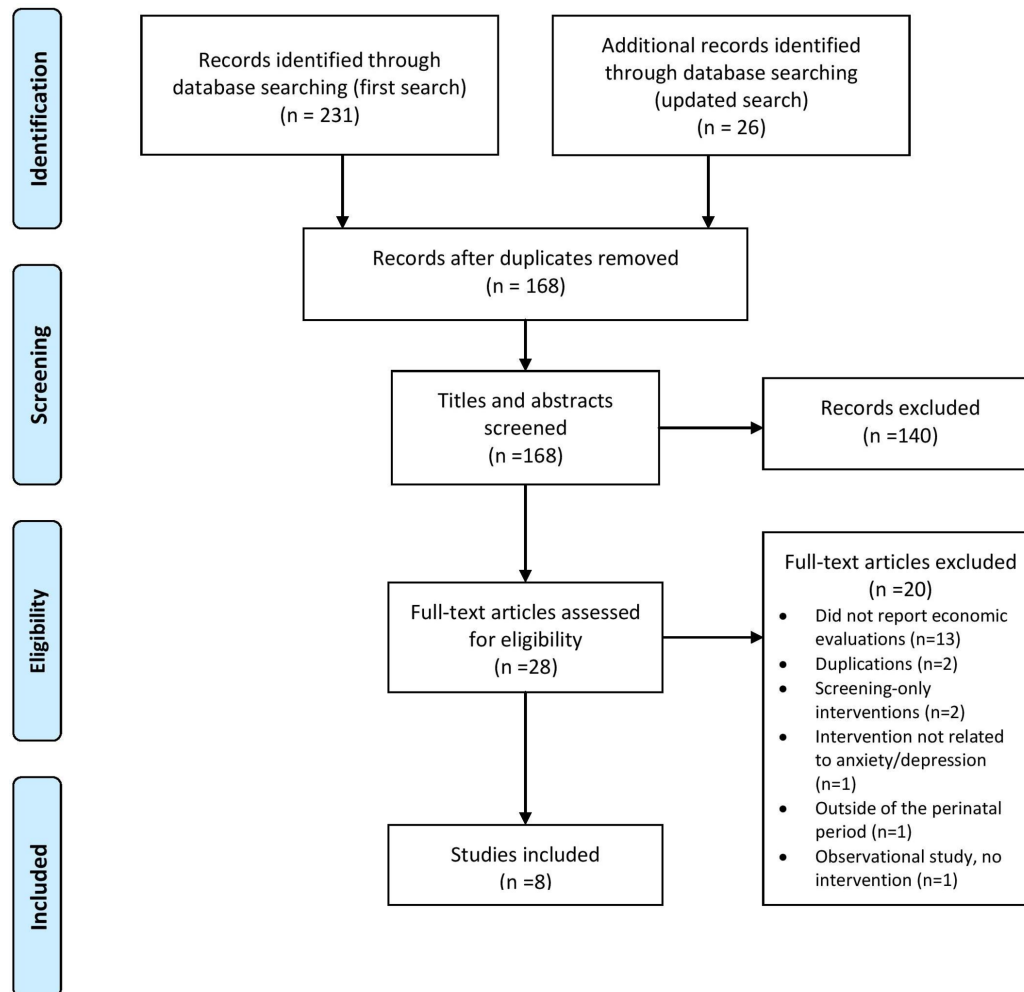 Identification
Records identified through
database searching (first search)
(n = 231)
Additional records identified
through database searching
(updated search)
(n = 26)
Records after duplicates removed
(n = 168)
Screening
Titles and abstracts
screened
(n =168)
Records excluded
(n =140)
Eligibility
Full-text articles assessed
for eligibility
(n =28)
Full-text articles excluded
(n =20)
• Did not report economic
evaluations (n=13)
• Duplications (n=2)
• Screening-only
interventions (n=2)
• Intervention not related
to anxiety/depression
(n=1)
• Outside of the perinatal
period (n=1)
• Observational study, no
intervention (n=1)
Included
Studies included
(n =8)